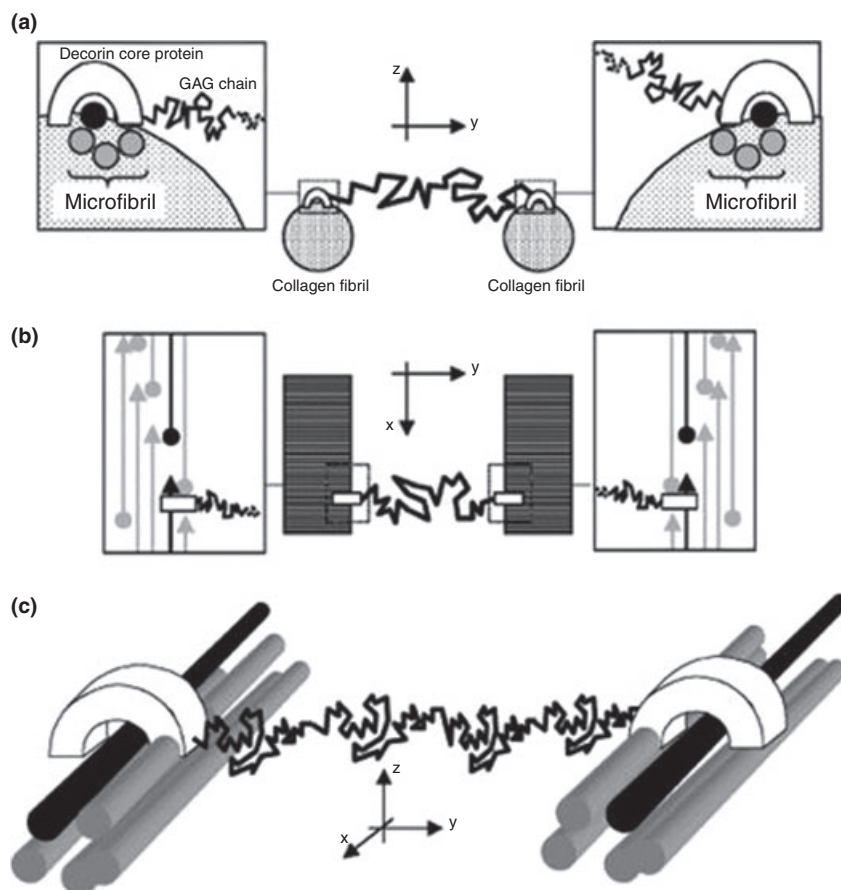 (a)
Decorin core protein
GAG chain
Microfibril
z
y
Microfibril
Collagen fibril
Collagen fibril
(b)
y
x
(c)
z
x
y